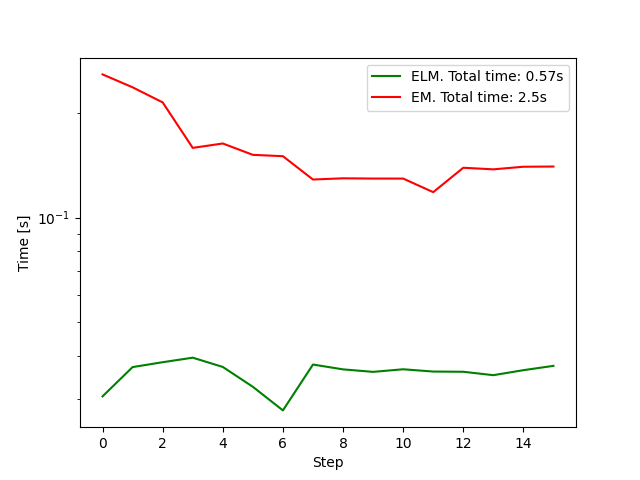 ELM. Total time: 0.57s
EM. Total time: 2.5s
Time [s]
10⁻¹
0 2 4 6 8 10 12 14
Step